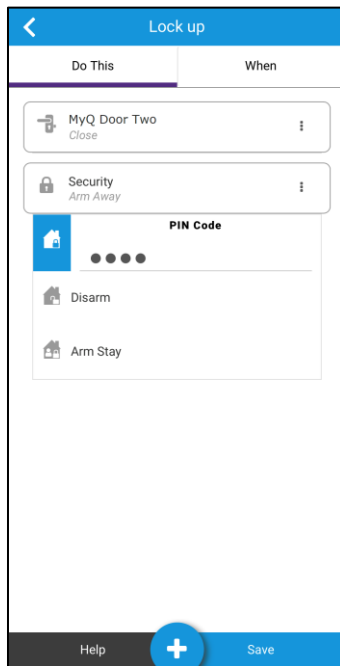 Lock up
Do This
When
MyQ Door Two
Close
Security
Arm Away
PIN Code
Disarm
Arm Stay
Help
Save